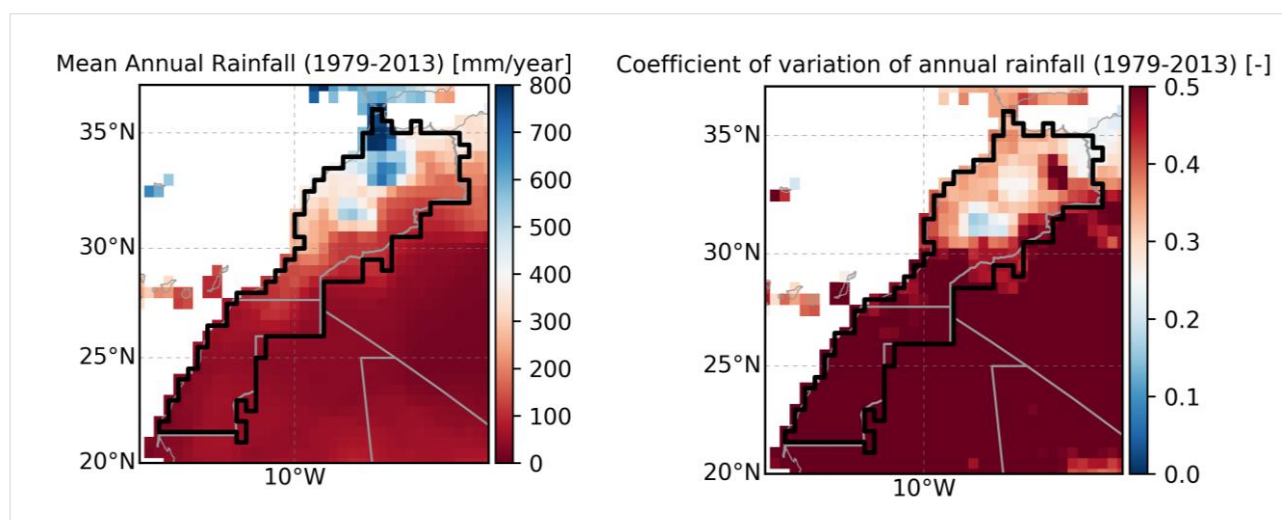 Mean Annual Rainfall (1979-2013) [mm/year]
35°N
30°N
25°N
20°N
10°W
800
700
600
500
400
300
200
100
0
Coefficient of variation of annual rainfall (1979-2013) [-]
35°N
30°N
25°N
20°N
10°W
0.5
0.4
0.3
0.2
0.1
0.0